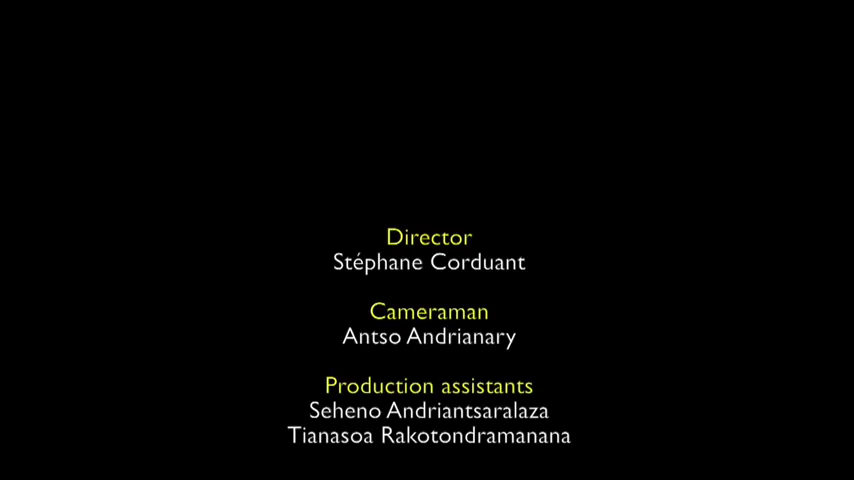 Director
Stéphane Corduant
Cameraman
Antso Andrianary
Production assistants
Seheno Andriantsaralaza
Tianasoa Rakotondramanana